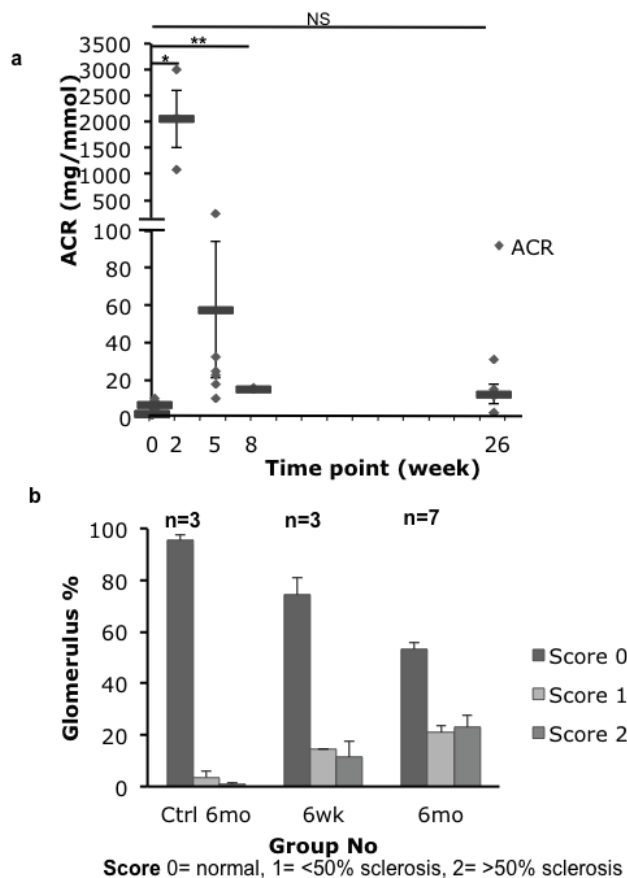 NS
a
**
*
3500
3000
2500
2000
1500
1000
500
100
80
60
40
20
0
ACR (mg/mmol)
ACR
0 2 5 8 26
Time point (week)
b
n=3 n=3 n=7
100
80
60
40
20
0
Glomerulus %
Score 0
Score 1
Score 2
Ctrl 6mo 6wk 6mo
Group No
Score 0= normal, 1= <50% sclerosis, 2= >50% sclerosis